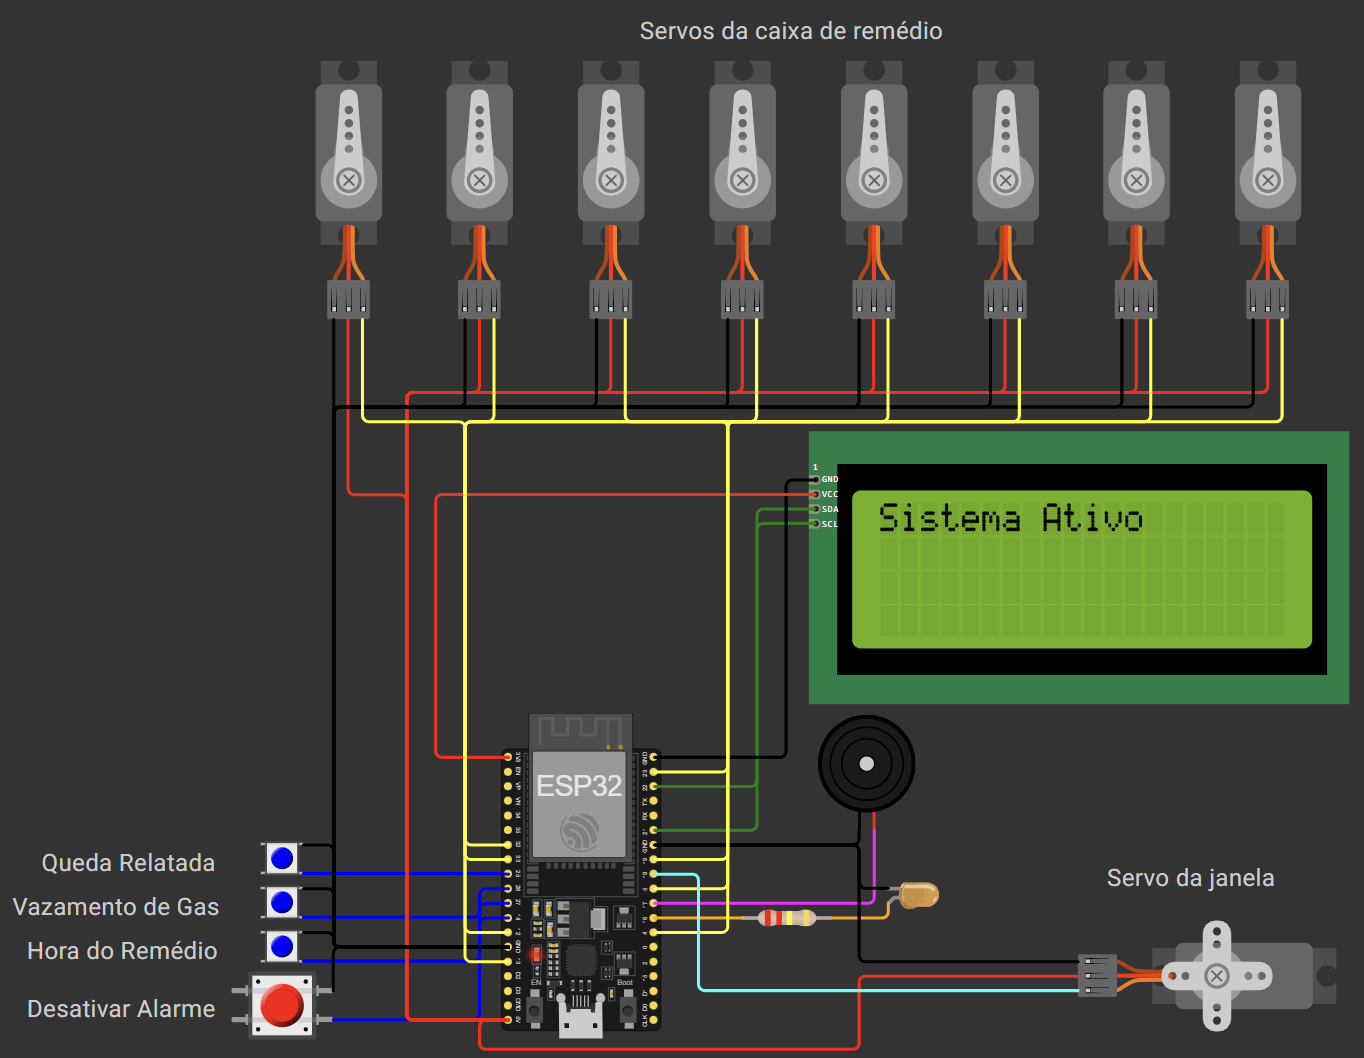 Servos da caixa de remédio
1
GND
VCC
SDA
SCL
Sistema Ativo
ESP32
Queda Relatada
Vazamento de Gas
Hora do Remédio
Desativar Alarme
Servo da janela
EN
Boot